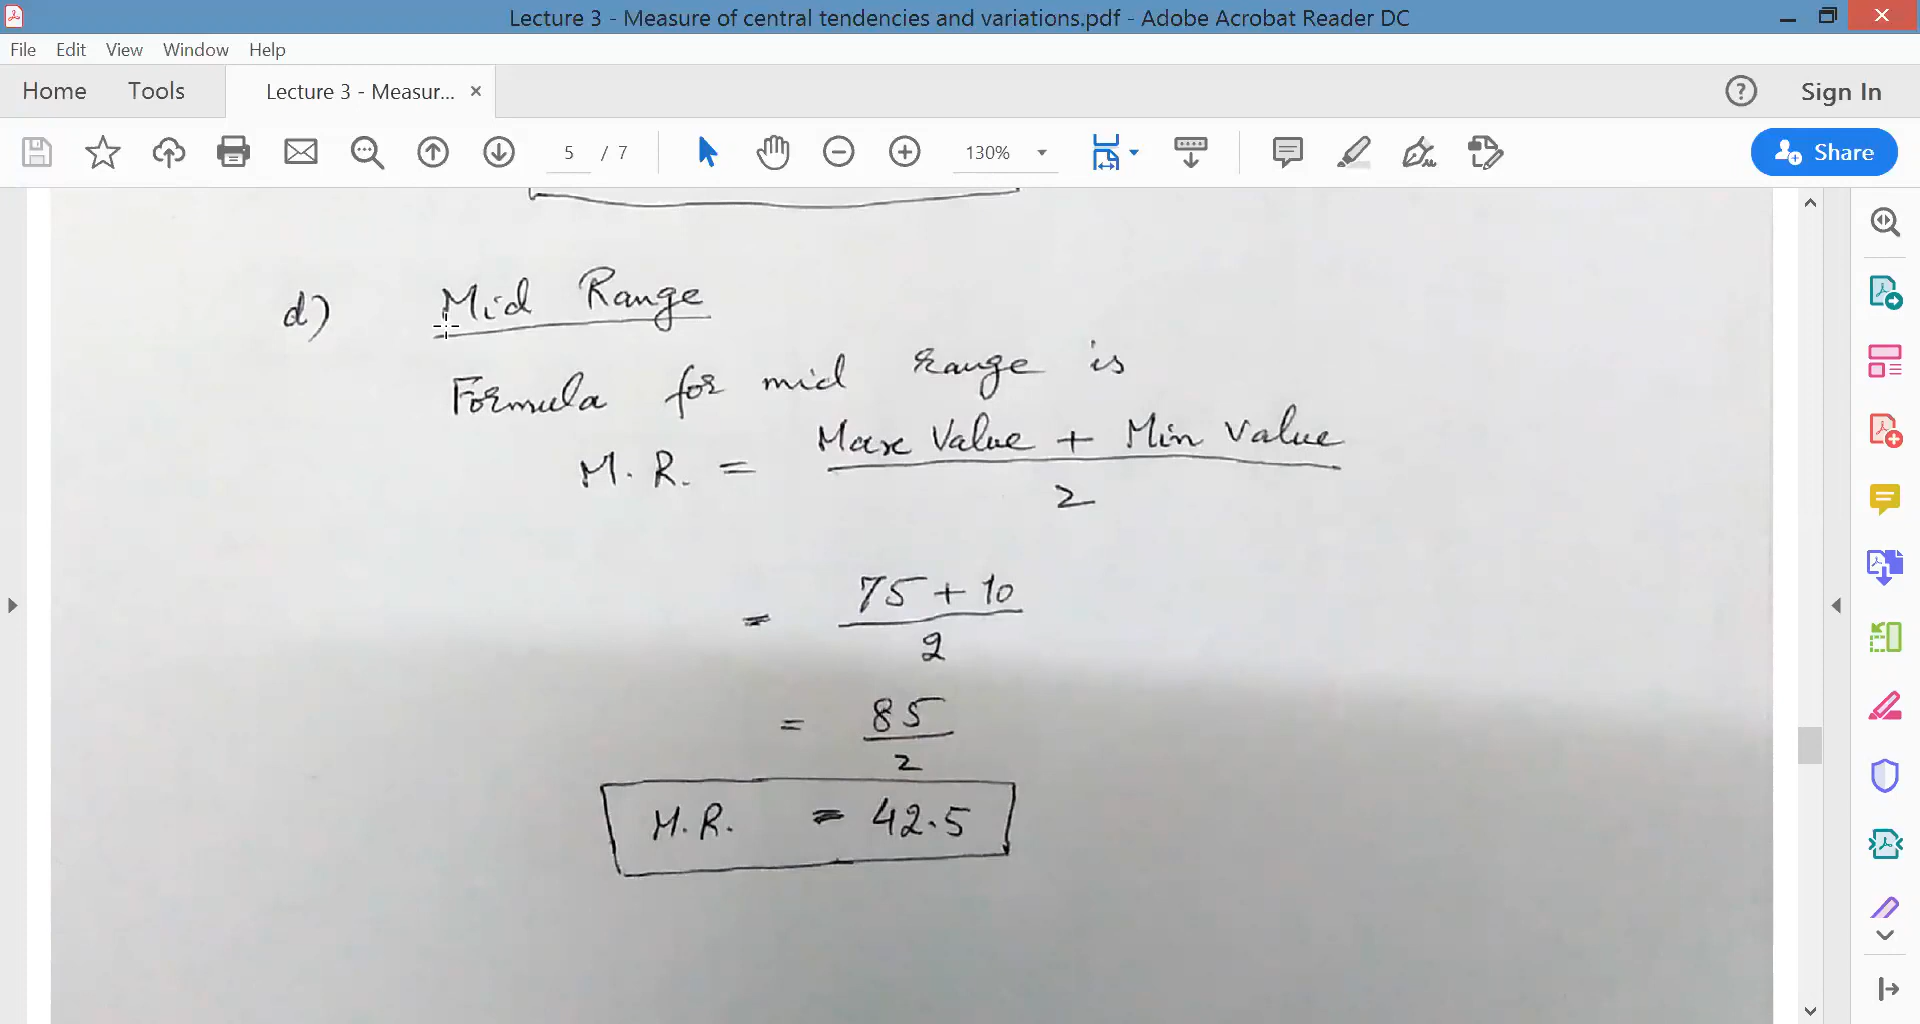 Lecture 3 - Measure of central tendencies and variations.pdf - Adobe Acrobat Reader DC
File Edit View Window Help
Home Tools Lecture 3 - Measur... × ? Sign In
5 / 7 130% Share
d) Mid Range
Formula for mid range is
M.R. = Max Value + Min Value
2
= 75 + 10
2
= 85
2
M.R. = 42.5